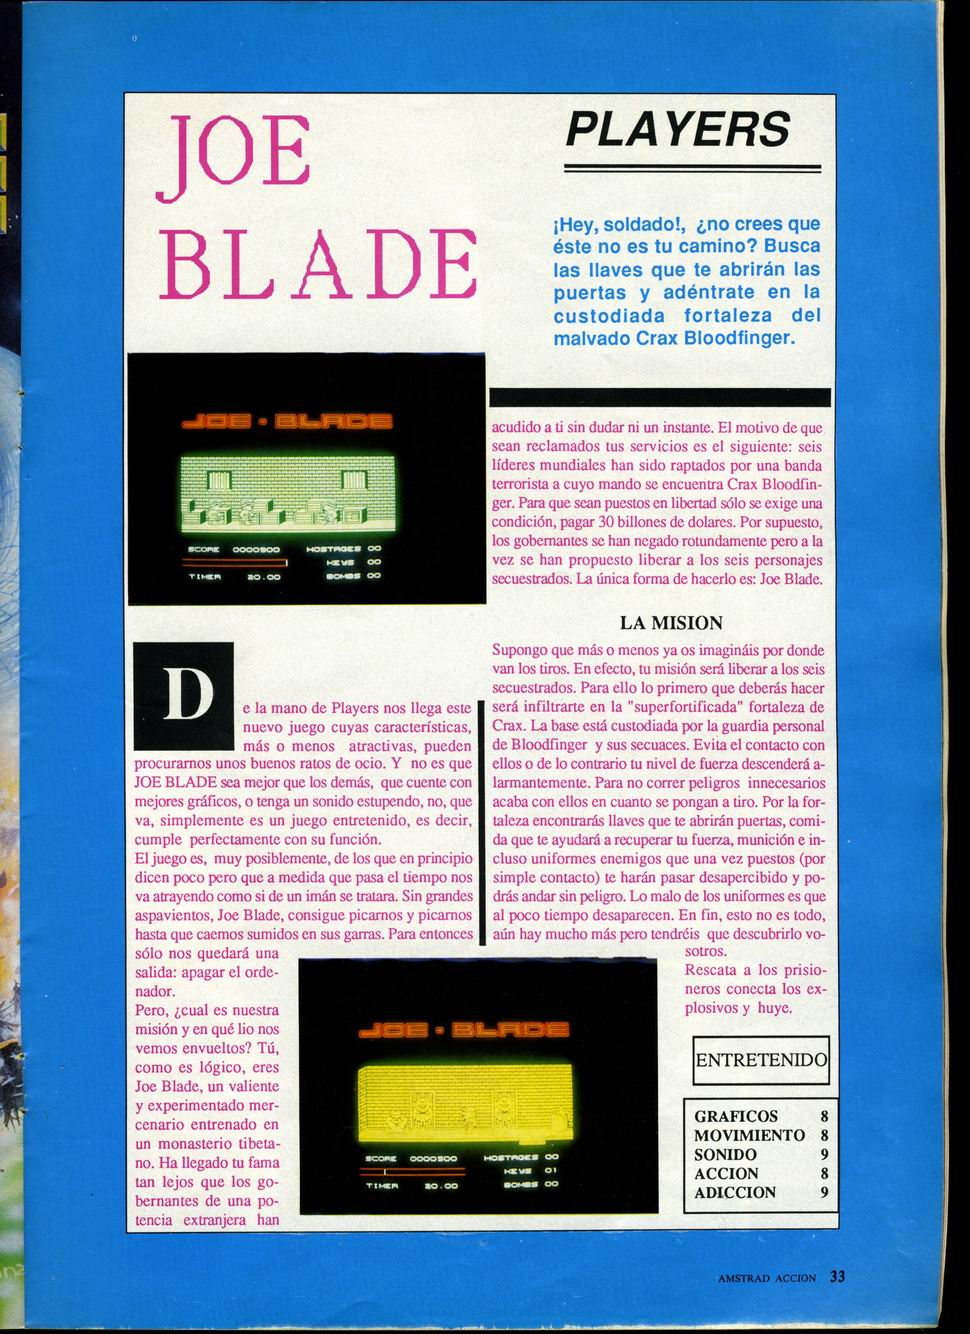 JOE
BLADE
PLAYERS
¡Hey, soldado!, ¿no crees que
éste no es tu camino? Busca
las llaves que te abrirán las
puertas y adéntrate en la
custodiada fortaleza del
malvado Crax Bloodfinger.
JOE · BLADE
SCORE 0000900 HOSTAGES 00
KEYS 00
TIMER 20.00 BOMBS 00
D
e la mano de Players nos llega este
nuevo juego cuyas características,
más o menos atractivas, pueden
procurarnos unos buenos ratos de ocio. Y no es que
JOE BLADE sea mejor que los demás, que cuente con
mejores gráficos, o tenga un sonido estupendo, no, que
va, simplemente es un juego entretenido, es decir,
cumple perfectamente con su función.
El juego es, muy posiblemente, de los que en principio
dicen poco pero que a medida que pasa el tiempo nos
va atrayendo como si de un imán se tratara. Sin grandes
aspavientos, Joe Blade, consigue picarnos y picarnos
hasta que caemos sumidos en sus garras. Para entonces
sólo nos quedará una
salida: apagar el orde-
nador.
Pero, ¿cual es nuestra
misión y en qué lio nos
vemos envueltos? Tú,
como es lógico, eres
Joe Blade, un valiente
y experimentado mer-
cenario entrenado en
un monasterio tibeta-
no. Ha llegado tu fama
tan lejos que los go-
bernantes de una po-
tencia extranjera han
acudido a ti sin dudar ni un instante. El motivo de que
sean reclamados tus servicios es el siguiente: seis
líderes mundiales han sido raptados por una banda
terrorista a cuyo mando se encuentra Crax Bloodfin-
ger. Para que sean puestos en libertad sólo se exige una
condición, pagar 30 billones de dolares. Por supuesto,
los gobernantes se han negado rotundamente pero a la
vez se han propuesto liberar a los seis personajes
secuestrados. La única forma de hacerlo es: Joe Blade.
LA MISION
Supongo que más o menos ya os imagináis por donde
van los tiros. En efecto, tu misión será liberar a los seis
secuestrados. Para ello lo primero que deberás hacer
será infiltrarte en la "superfortificada" fortaleza de
Crax. La base está custodiada por la guardia personal
de Bloodfinger y sus secuaces. Evita el contacto con
ellos o de lo contrario tu nivel de fuerza descenderá a-
larmantemente. Para no correr peligros innecesarios
acaba con ellos en cuanto se pongan a tiro. Por la for-
taleza encontrarás llaves que te abrirán puertas, comi-
da que te ayudará a recuperar tu fuerza, munición e in-
cluso uniformes enemigos que una vez puestos (por
simple contacto) te harán pasar desapercibido y po-
drás andar sin peligro. Lo malo de los uniformes es que
al poco tiempo desaparecen. En fin, esto no es todo,
aún hay mucho más pero tendréis que descubrirlo vo-
sotros.
Rescata a los prisio-
neros conecta los ex-
plosivos y huye.
JOE · BLADE
SCORE 0000500 HOSTAGES 00
KEYS 01
TIMER 20.00 BOMBS 00
ENTRETENIDO
GRAFICOS 8
MOVIMIENTO 8
SONIDO 9
ACCION 8
ADICCION 9
AMSTRAD ACCION 33